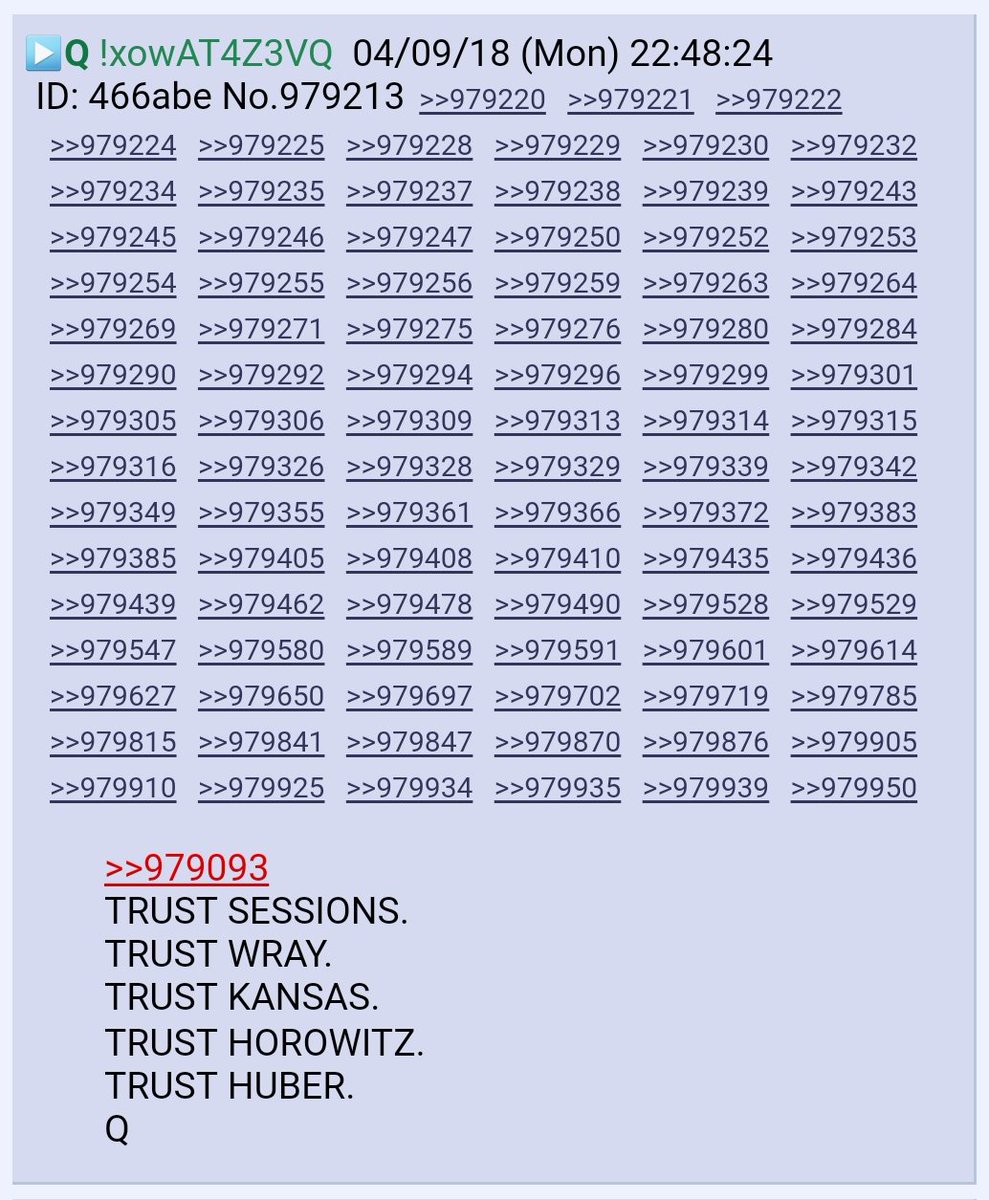 Q !xowAT4Z3VQ 04/09/18 (Mon) 22:48:24
ID: 466abe No.979213 >>979220 >>979221 >>979222
>>979224 >>979225 >>979228 >>979229 >>979230 >>979232
>>979234 >>979235 >>979237 >>979238 >>979239 >>979243
>>979245 >>979246 >>979247 >>979250 >>979252 >>979253
>>979254 >>979255 >>979256 >>979259 >>979263 >>979264
>>979269 >>979271 >>979275 >>979276 >>979280 >>979284
>>979290 >>979292 >>979294 >>979296 >>979299 >>979301
>>979305 >>979306 >>979309 >>979313 >>979314 >>979315
>>979316 >>979326 >>979328 >>979329 >>979339 >>979342
>>979349 >>979355 >>979361 >>979366 >>979372 >>979383
>>979385 >>979405 >>979408 >>979410 >>979435 >>979436
>>979439 >>979462 >>979478 >>979490 >>979528 >>979529
>>979547 >>979580 >>979589 >>979591 >>979601 >>979614
>>979627 >>979650 >>979697 >>979702 >>979719 >>979785
>>979815 >>979841 >>979847 >>979870 >>979876 >>979905
>>979910 >>979925 >>979934 >>979935 >>979939 >>979950
>>979093
TRUST SESSIONS.
TRUST WRAY.
TRUST KANSAS.
TRUST HOROWITZ.
TRUST HUBER.
Q